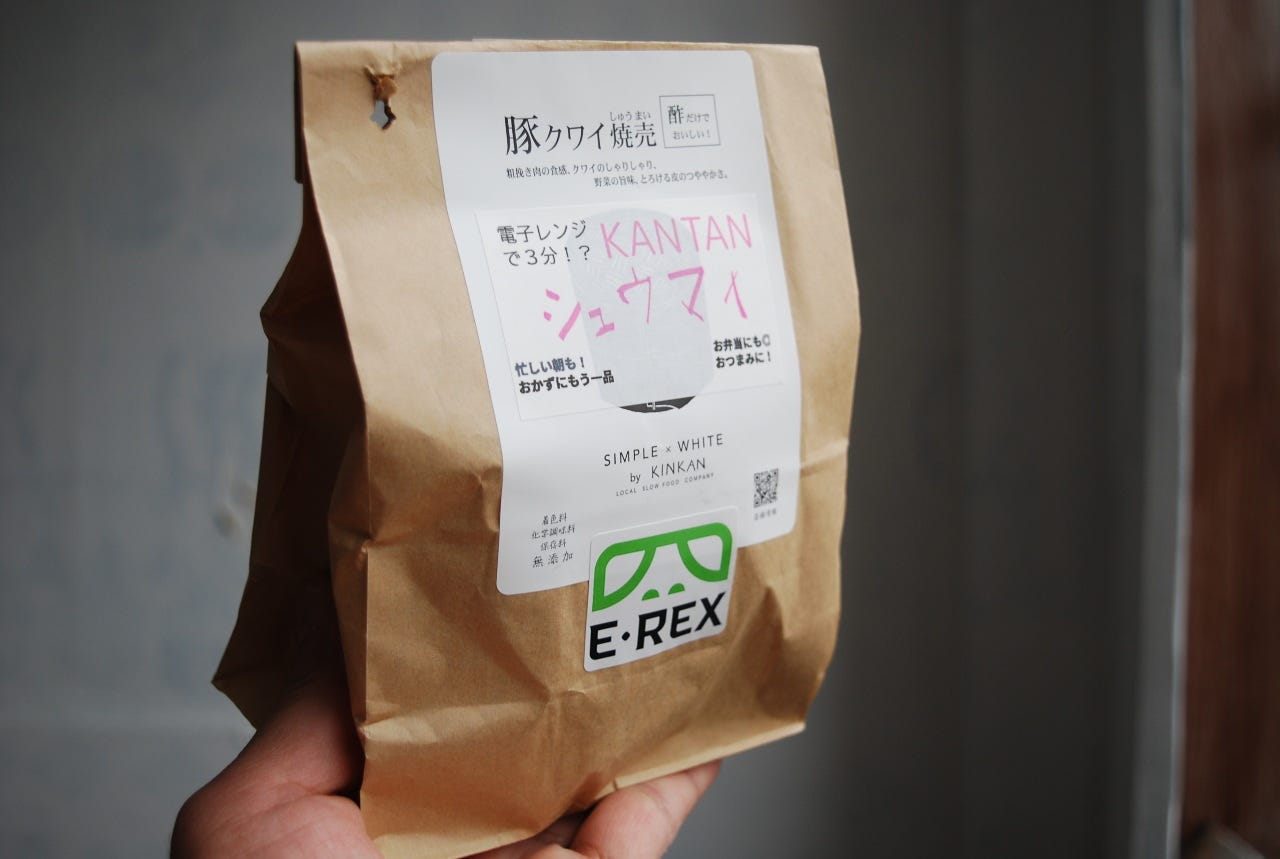 しゅうまい
豚クワイ焼売
酢だけで
おいしい！
粗挽き肉の食感、クワイのしゃりしゃり、
野菜の旨味、とろける皮のつややかさ。
電子レンジ
で３分！？
KANTAN
シュウマイ
忙しい朝も！
おかずにもう一品
お弁当にも◎
おつまみに！
SIMPLE × WHITE
by KINKAN
LOCAL SLOW FOOD COMPANY
着色料
化学調味料
保存料
無添加
E・REX